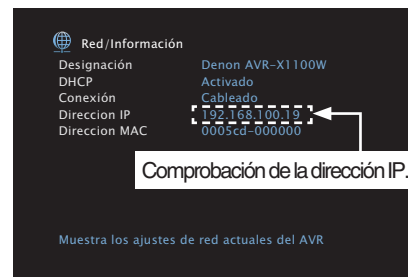 Red/Información
Designación Denon AVR-X1100W
DHCP Activado
Conexión Cableado
Direccion IP 192.168.100.19
Direccion MAC 0005cd-000000
Comprobación de la dirección IP.
Muestra los ajustes de red actuales del AVR